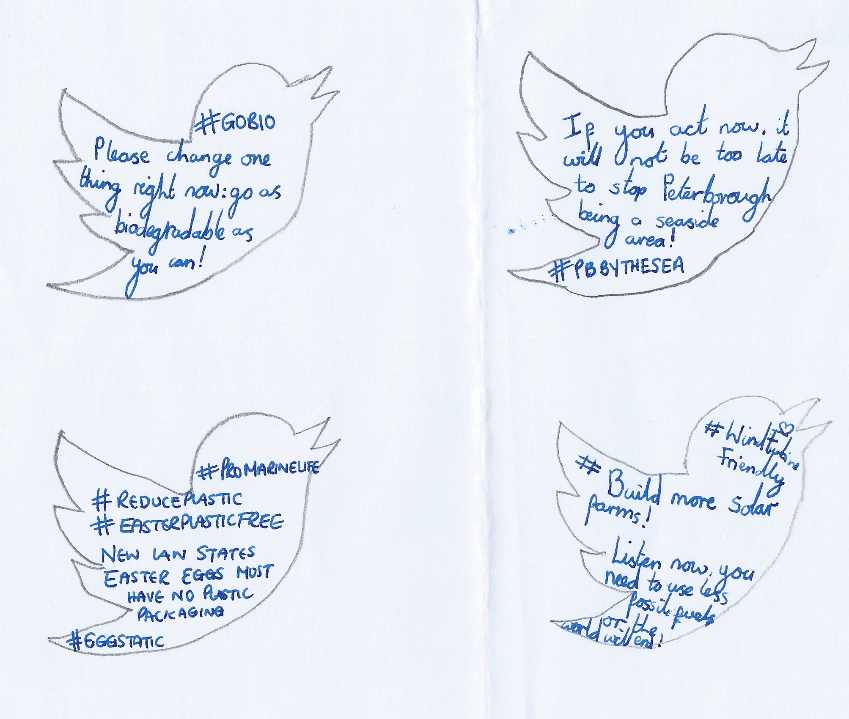 #GOBIO
Please change one
thing right now: go as
biodegradable as
you can!
If you act now, it
will not be too late
to stop Peterborough
being a seaside
area!
#PBBYTHESEA
#PROMARINELIFE
#REDUCEPLASTIC
#EASTERPLASTICFREE
NEW LAW STATES
EASTER EGGS MUST
HAVE NO PLASTIC
PACKAGING
#EGGSTATIC
#WindTurbine
Friendly
# Build more Solar
farms!
Listen now, you
need to use less
fossil fuels
or the
world will end!